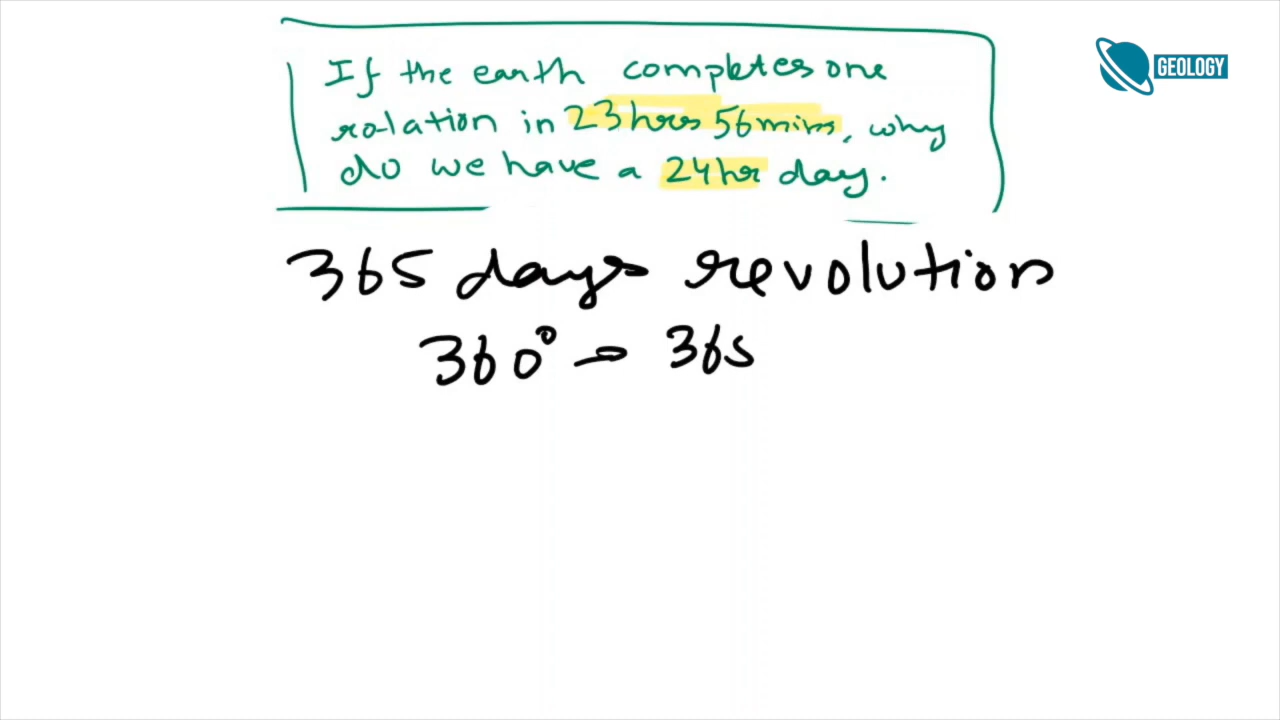 GEOLOGY
If the earth completes one
rotation in 23hrs 56mins, why
do we have a 24hr day.
365 days revolution
360° → 365